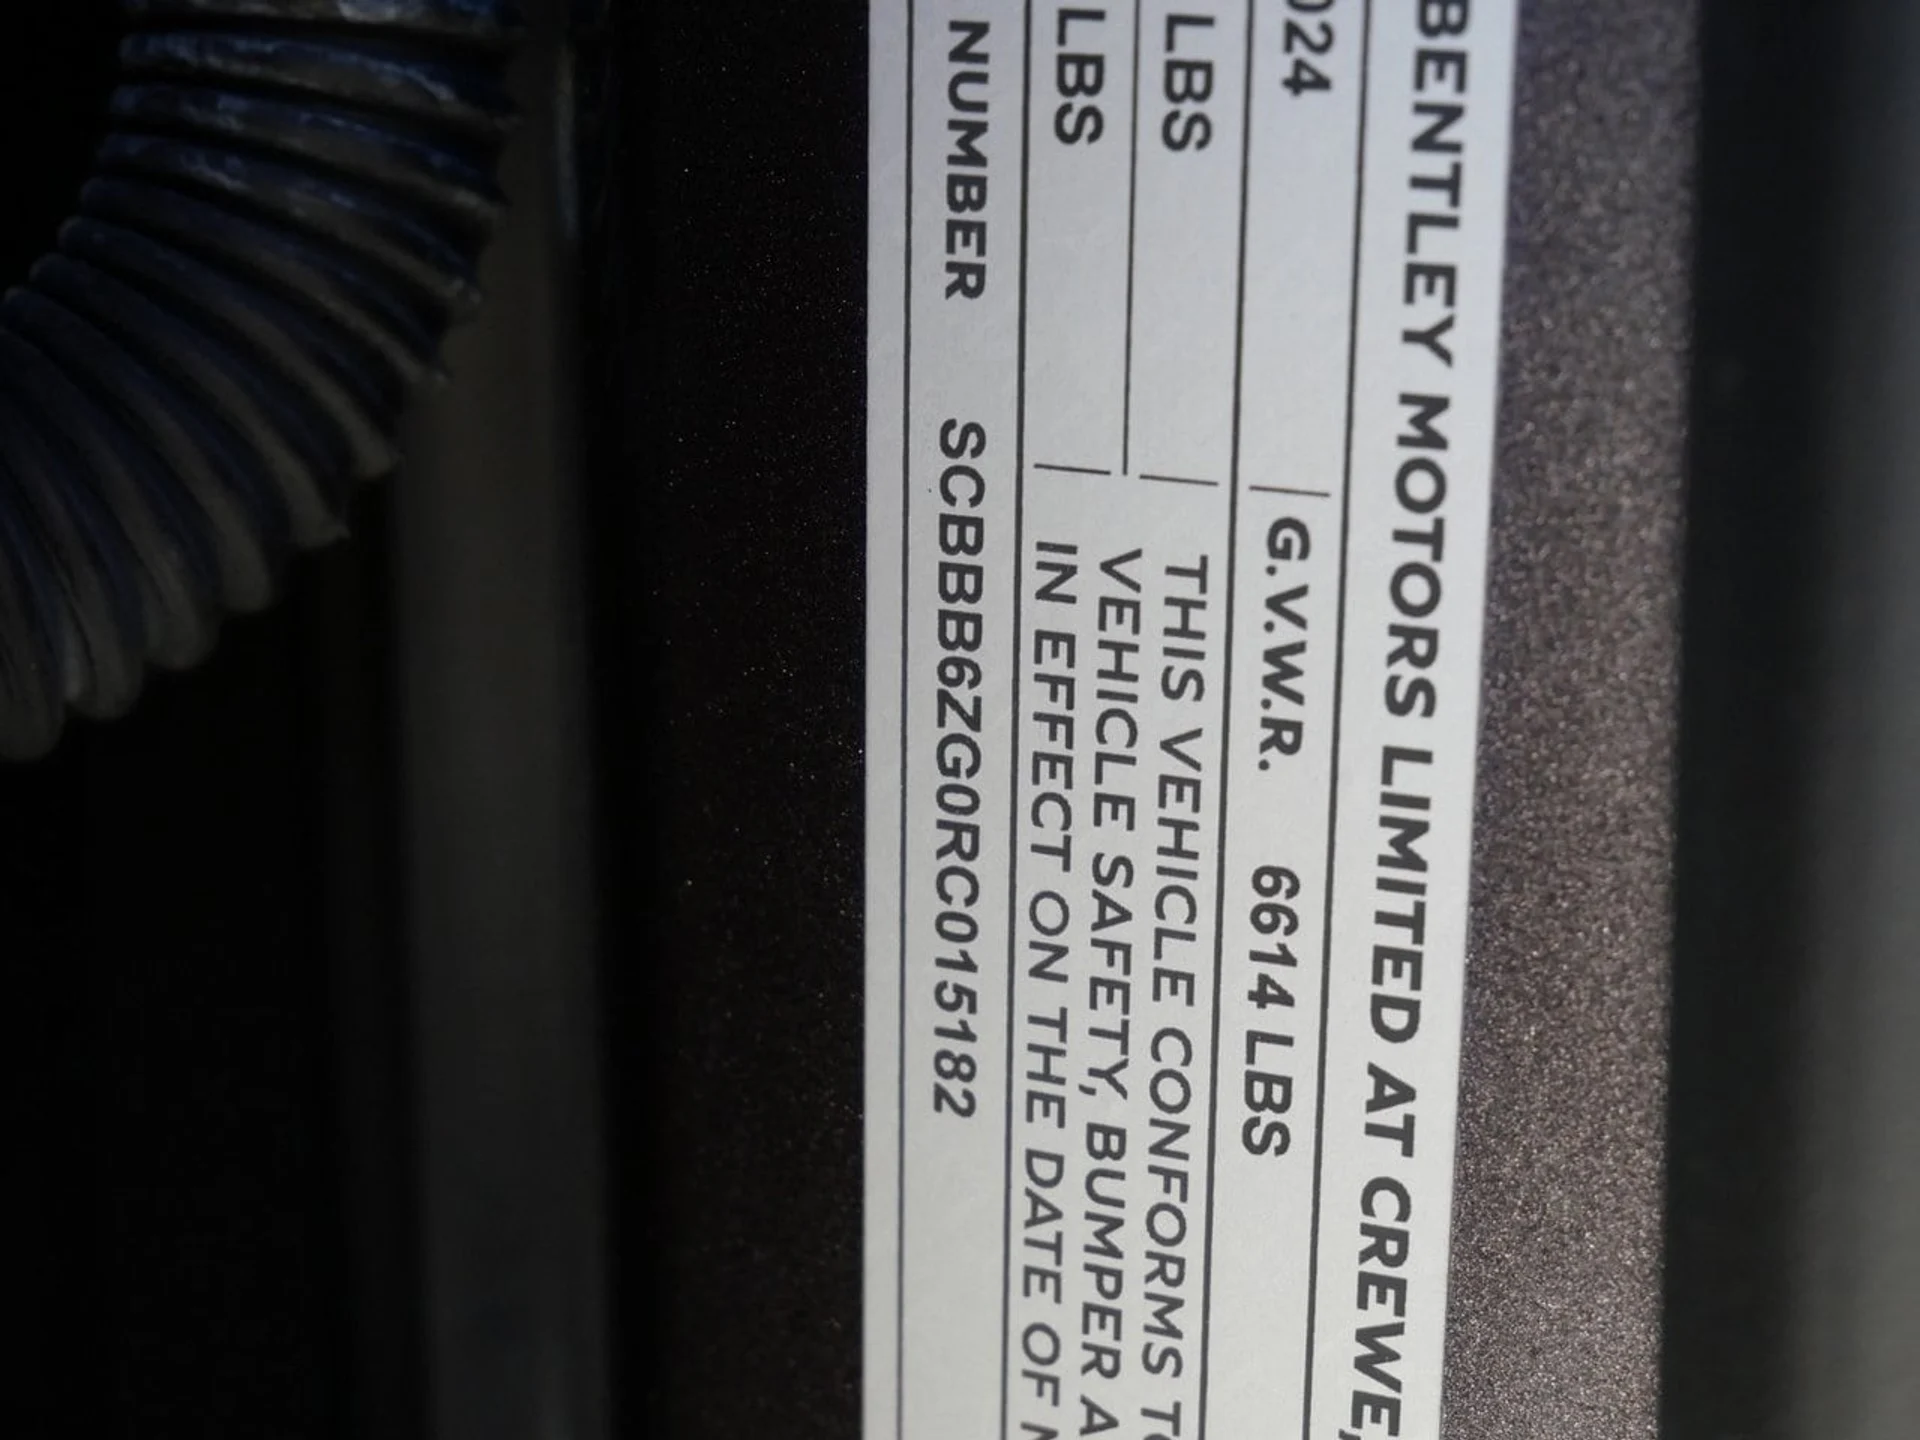 BENTLEY MOTORS LIMITED AT CREWE,
024 G.V.W.R. 6614 LBS
LBS THIS VEHICLE CONFORMS TO
VEHICLE SAFETY, BUMPER A
LBS IN EFFECT ON THE DATE OF M
NUMBER SCBBB6ZG0RC015182